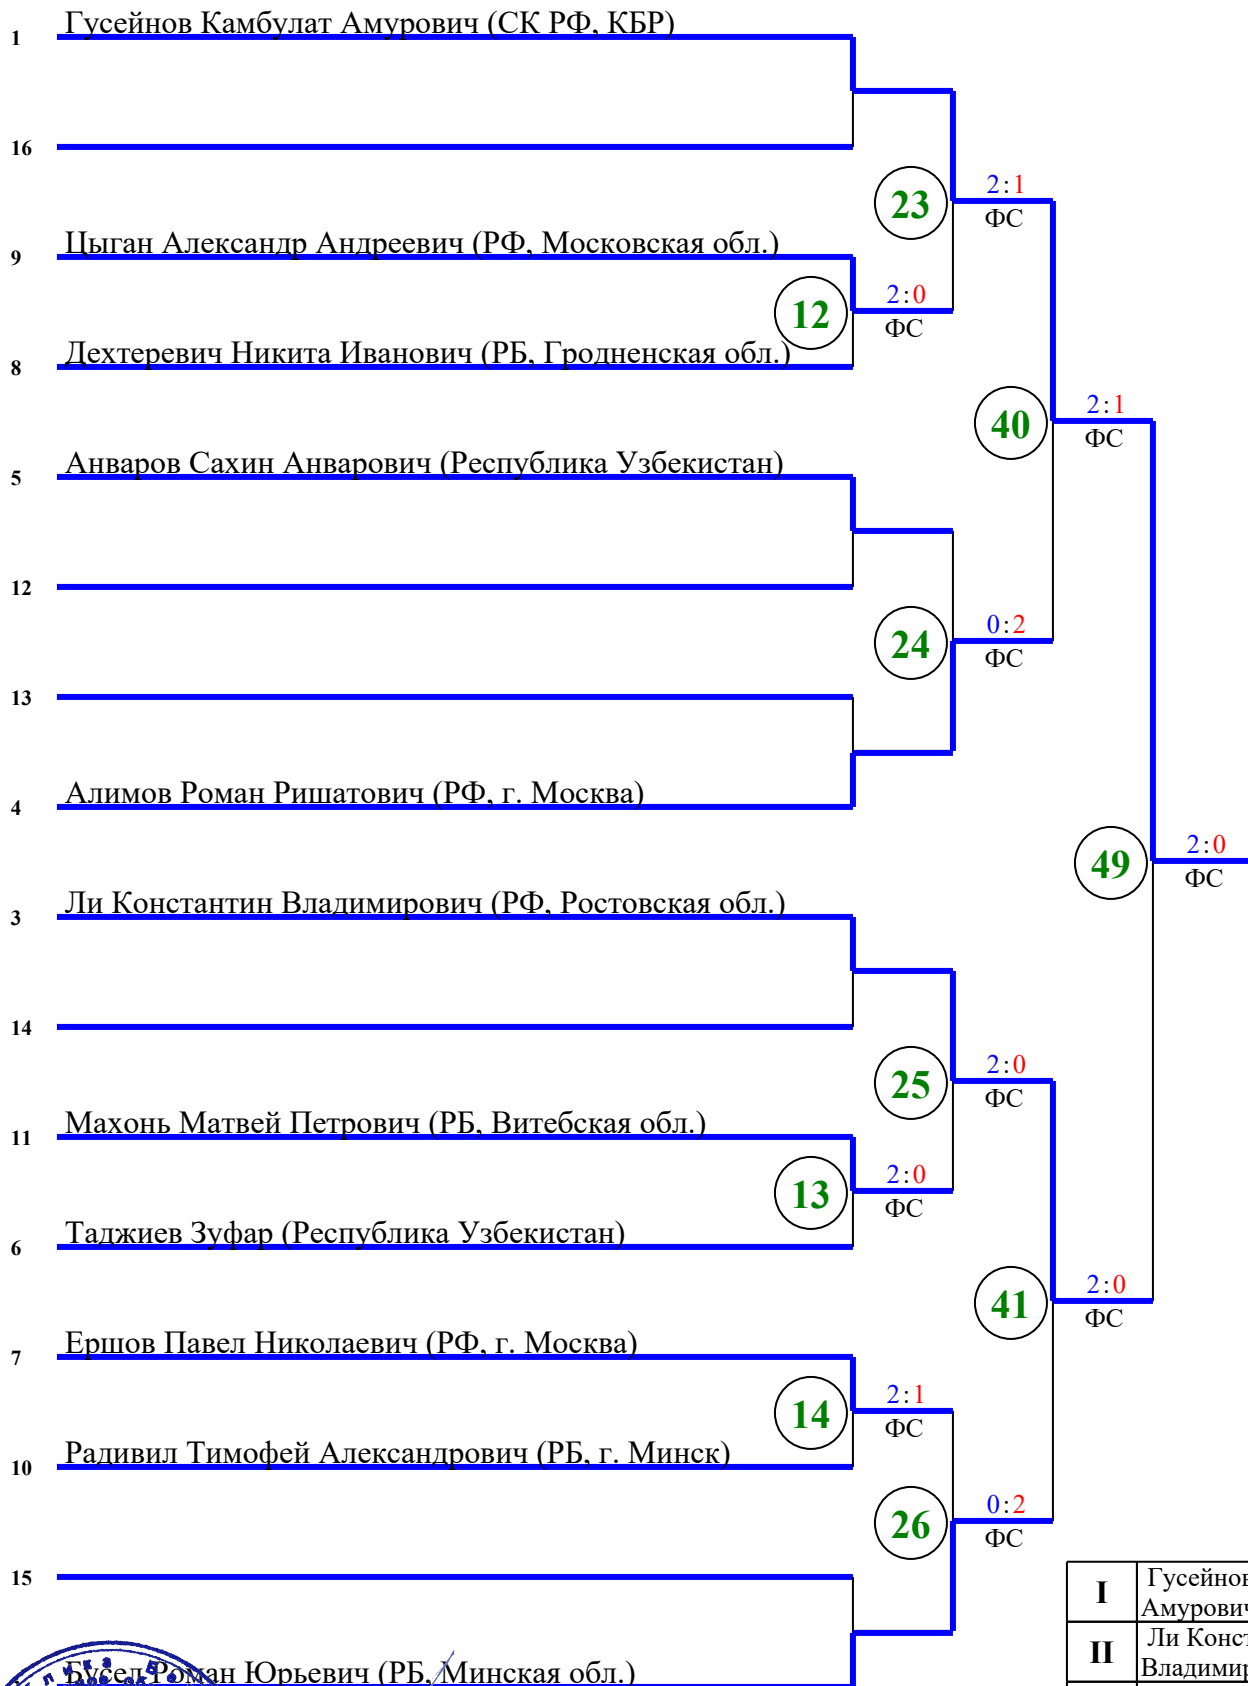 1 Гусейнов Камбулат Амурович (СК РФ, КБР)
16
23 2:1
ФС
9 Цыган Александр Андреевич (РФ, Московская обл.)
12 2:0
ФС
8 Дехтеревич Никита Иванович (РБ, Гродненская обл.)
40 2:1
ФС
5 Анваров Сахин Анварович (Республика Узбекистан)
12
24 0:2
ФС
13
4 Алимов Роман Ришатович (РФ, г. Москва)
49 2:0
ФС
3 Ли Константин Владимирович (РФ, Ростовская обл.)
14
25 2:0
ФС
11 Махонь Матвей Петрович (РБ, Витебская обл.)
13 2:0
ФС
6 Таджиев Зуфар (Республика Узбекистан)
41 2:0
ФС
7 Ершов Павел Николаевич (РФ, г. Москва)
14 2:1
ФС
10 Радивил Тимофей Александрович (РБ, г. Минск)
26 0:2
ФС
15
Бусел Роман Юрьевич (РБ, Минская обл.)
I Гусейнов
Амурович
II Ли Конст
Владимир